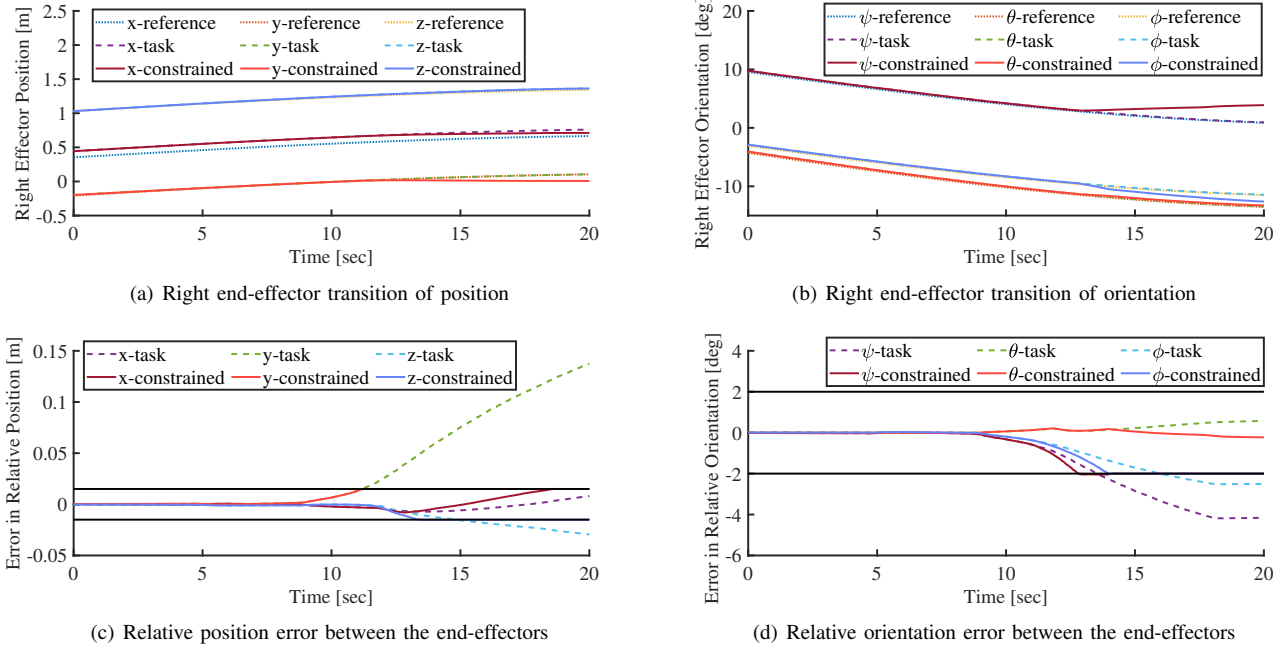 x-reference y-reference z-reference
x-task y-task z-task
x-constrained y-constrained z-constrained
Right Effector Position [m]
2.5
2
1.5
1
0.5
0
-0.5
0 5 10 15 20
Time [sec]
(a) Right end-effector transition of position
ψ-reference θ-reference ϕ-reference
ψ-task θ-task ϕ-task
ψ-constrained θ-constrained ϕ-constrained
Right Effector Orientation [deg]
20
10
0
-10
0 5 10 15 20
Time [sec]
(b) Right end-effector transition of orientation
x-task y-task z-task
x-constrained y-constrained z-constrained
Error in Relative Position [m]
0.15
0.1
0.05
0
-0.05
0 5 10 15 20
Time [sec]
(c) Relative position error between the end-effectors
ψ-task θ-task ϕ-task
ψ-constrained θ-constrained ϕ-constrained
Error in Relative Orientation [deg]
4
2
0
-2
-4
-6
0 5 10 15 20
Time [sec]
(d) Relative orientation error between the end-effectors